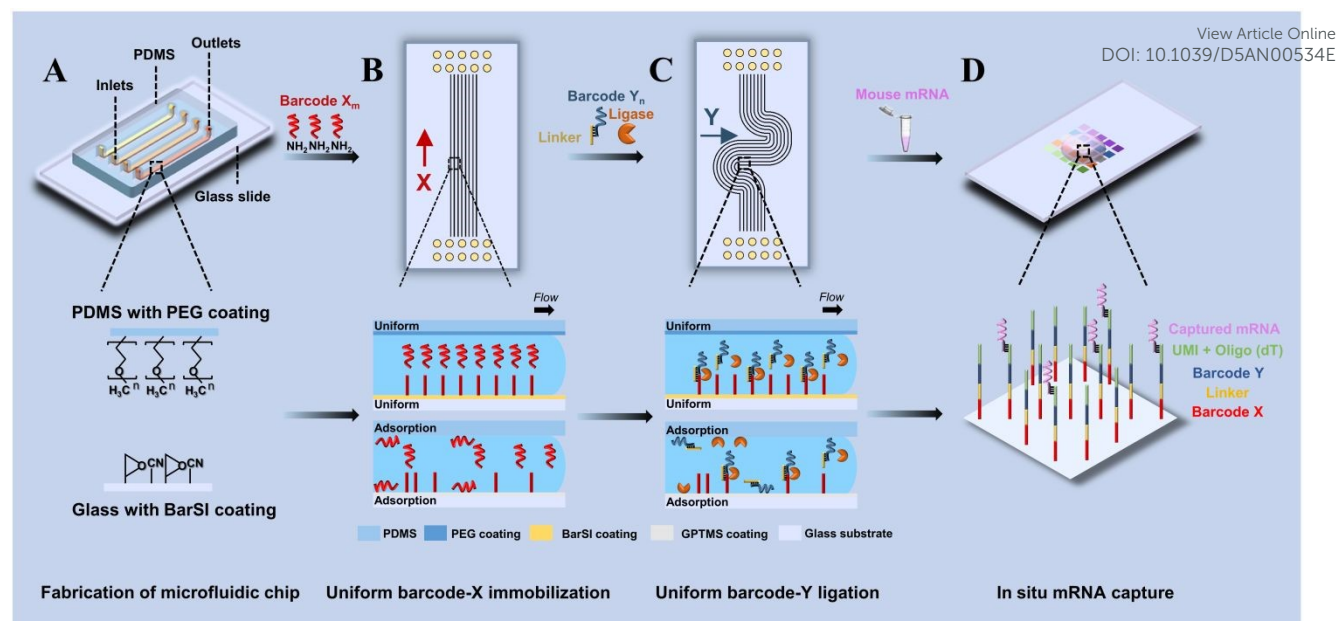 View Article Online
DOI: 10.1039/D5AN00534E
A
PDMS
Outlets
Inlets
Glass slide
Barcode Xm
NH2 NH2 NH2
B
X
Barcode Yn
Ligase
Linker
C
Y
Mouse mRNA
D
PDMS with PEG coating
O O O
H3C n H3C n H3C n
O CN O CN
Glass with BarSI coating
Flow
Uniform
Uniform
Adsorption
Adsorption
Flow
Uniform
Uniform
Adsorption
Adsorption
PDMS PEG coating BarSI coating GPTMS coating Glass substrate
Captured mRNA
UMI + Oligo (dT)
Barcode Y
Linker
Barcode X
Fabrication of microfluidic chip
Uniform barcode-X immobilization
Uniform barcode-Y ligation
In situ mRNA capture